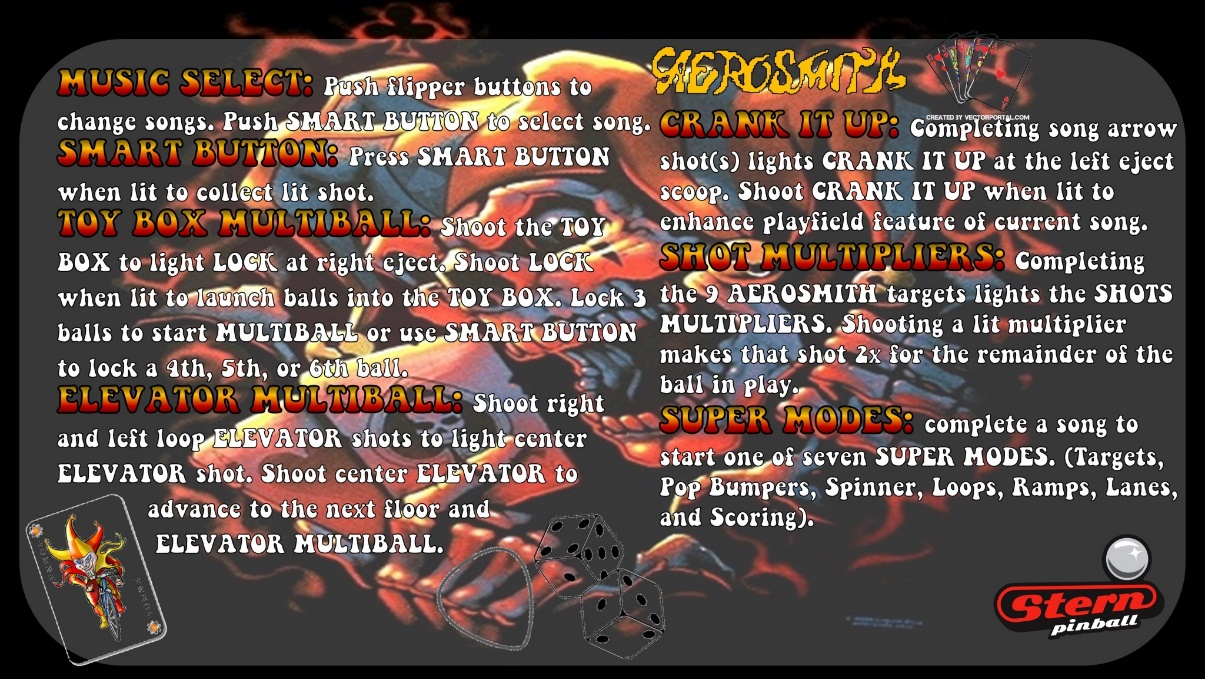 MUSIC SELECT: Push flipper buttons to
change songs. Push SMART BUTTON to select song.
SMART BUTTON: Press SMART BUTTON
when lit to collect lit shot.
TOY BOX MULTIBALL: Shoot the TOY
BOX to light LOCK at right eject. Shoot LOCK
when lit to launch balls into the TOY BOX. Lock 3
balls to start MULTIBALL or use SMART BUTTON
to lock a 4th, 5th, or 6th ball.
ELEVATOR MULTIBALL: Shoot right
and left loop ELEVATOR shots to light center
ELEVATOR shot. Shoot center ELEVATOR to
advance to the next floor and
ELEVATOR MULTIBALL.
AEROSMITH
CREATED BY VECTORPORTAL.COM
CRANK IT UP: Completing song arrow
shot(s) lights CRANK IT UP at the left eject
scoop. Shoot CRANK IT UP when lit to
enhance playfield feature of current song.
SHOT MULTIPLIERS: Completing
the 9 AEROSMITH targets lights the SHOTS
MULTIPLIERS. Shooting a lit multiplier
makes that shot 2x for the remainder of the
ball in play.
SUPER MODES: complete a song to
start one of seven SUPER MODES. (Targets,
Pop Bumpers, Spinner, Loops, Ramps, Lanes,
and Scoring).
Stern
pinball